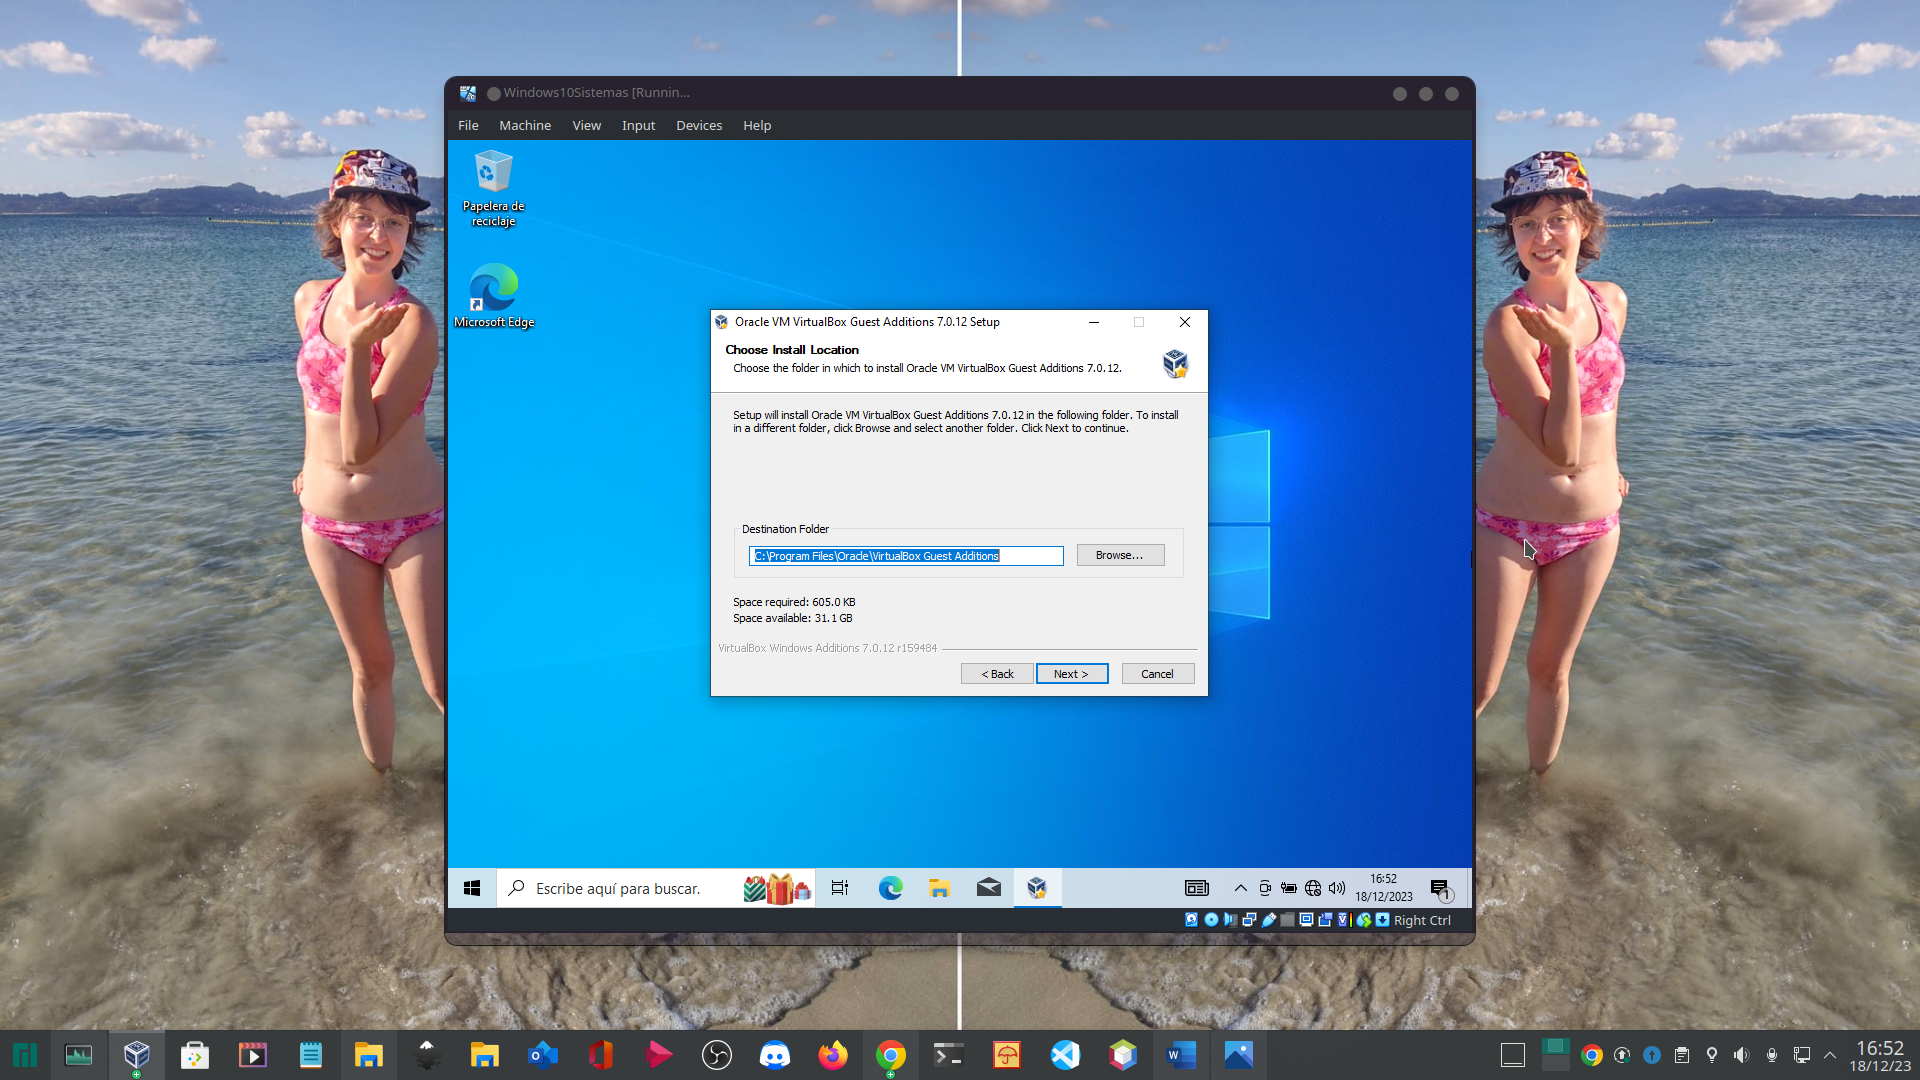 Windows10Sistemas [Runnin...
File Machine View Input Devices Help
Papelera de
reciclaje
Microsoft Edge
Oracle VM VirtualBox Guest Additions 7.0.12 Setup
Choose Install Location
Choose the folder in which to install Oracle VM VirtualBox Guest Additions 7.0.12.
Setup will install Oracle VM VirtualBox Guest Additions 7.0.12 in the following folder. To install
in a different folder, click Browse and select another folder. Click Next to continue.
Destination Folder
C:\Program Files\Oracle\VirtualBox Guest Additions
Browse...
Space required: 605.0 KB
Space available: 31.1 GB
VirtualBox Windows Additions 7.0.12 r159484
< Back Next > Cancel
Escribe aquí para buscar.
16:52
18/12/2023
1
Right Ctrl
16:52
18/12/23